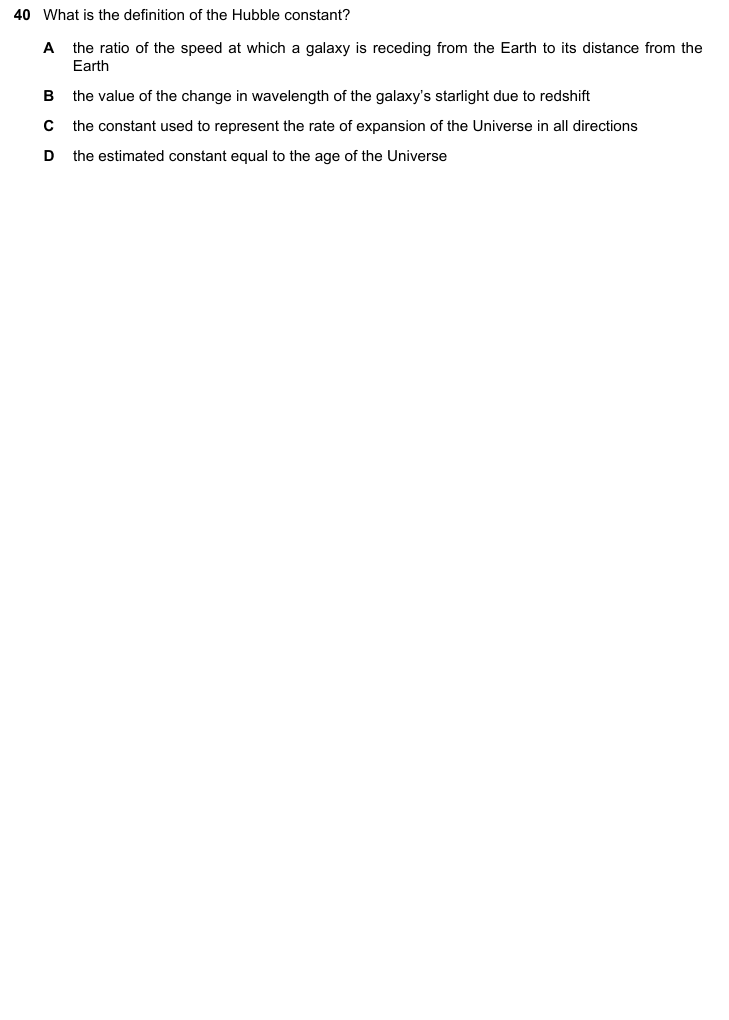 40 What is the definition of the Hubble constant?
A the ratio of the speed at which a galaxy is receding from the Earth to its distance from the
Earth
B the value of the change in wavelength of the galaxy’s starlight due to redshift
C the constant used to represent the rate of expansion of the Universe in all directions
D the estimated constant equal to the age of the Universe